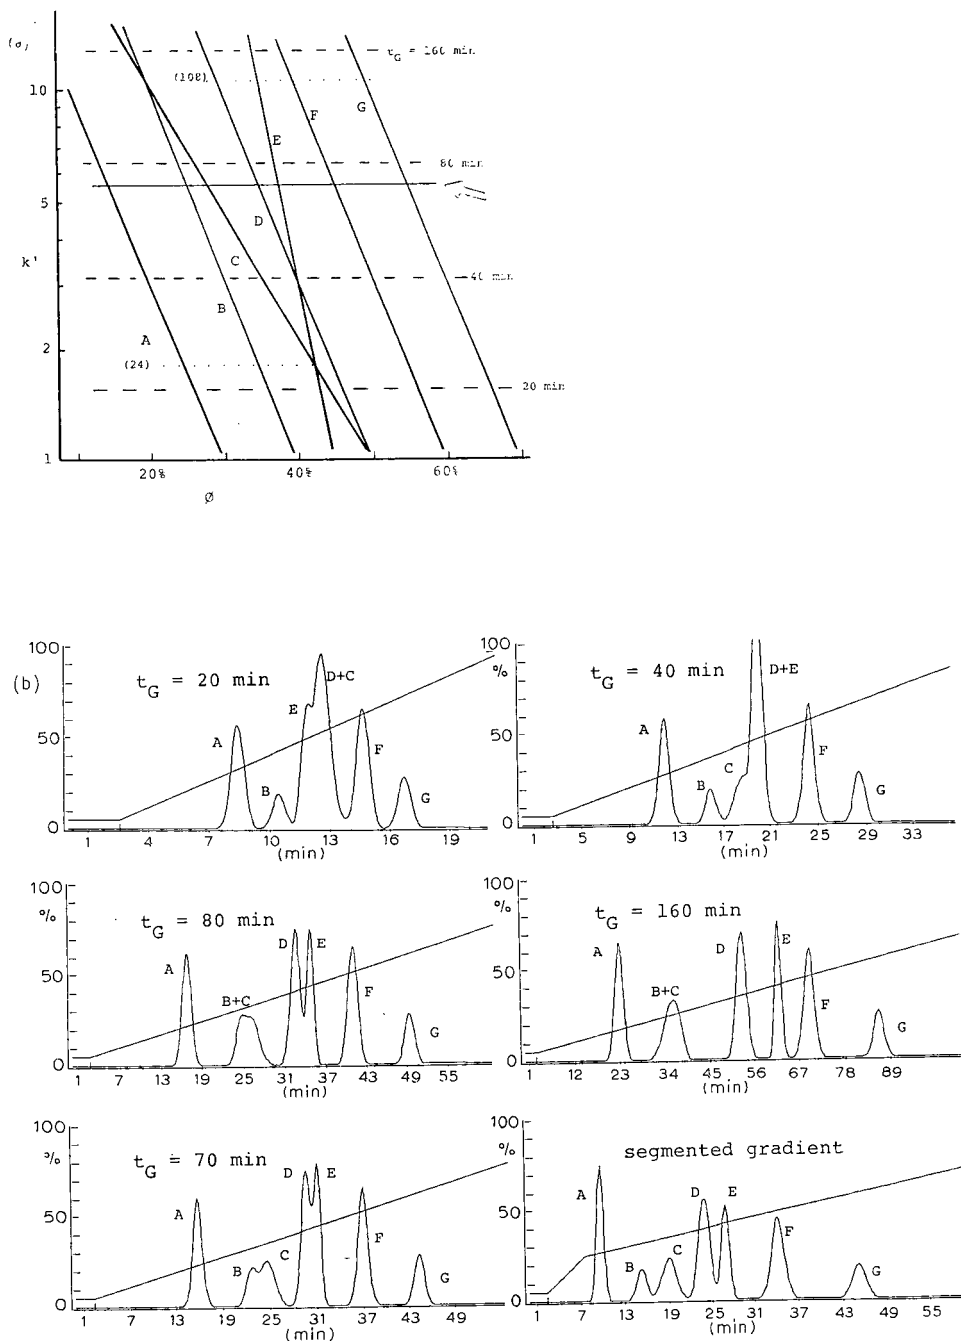 (a)
t_G = 160 min
10
(108)
F
G
E
80 min
5
D
C
k'
40 min
B
A
2
(24)
20 min
1
20% 40% 60%
Ø
(b)
100
50
0
t_G = 20 min
A
B
E
D+C
F
G
1 4 7 10 13 16 19
(min)
100
%
50
0
t_G = 40 min
A
B
C
D+E
F
G
1 5 9 13 17 21 25 29 33
(min)
100
%
50
0
t_G = 80 min
A
B+C
D
E
F
G
1 7 13 19 25 31 37 43 49 55
(min)
100
%
50
0
t_G = 160 min
A
B+C
D
E
F
G
1 12 23 34 45 56 67 78 89
(min)
100
%
50
0
t_G = 70 min
A
B
C
D
E
F
G
1 7 13 19 25 31 37 43 49
(min)
100
%
50
0
segmented gradient
A
B
C
D
E
F
G
1 7 13 19 25 31 37 43 49 55
(min)